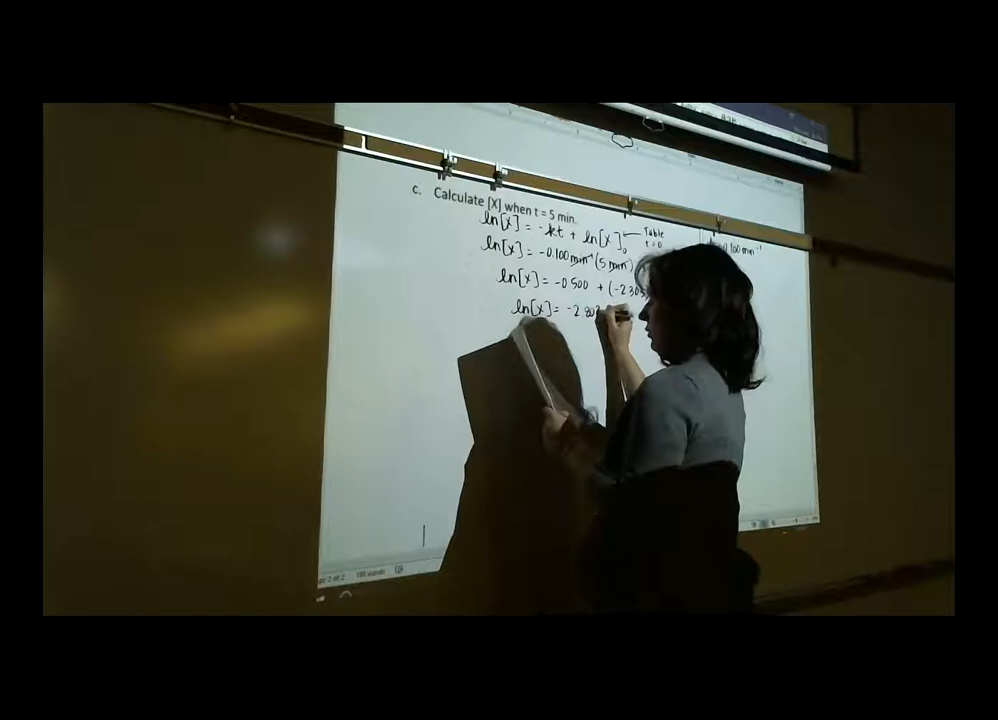 c. Calculate [X] when t = 5 min.
ln[X] = -kt + ln[X]₀ ← Table t = 0
ln[X] = -0.100 min⁻¹ (5 min)
0.100 min⁻¹
ln[X] = -0.500 + (-2.30
ln[X] = -2.80